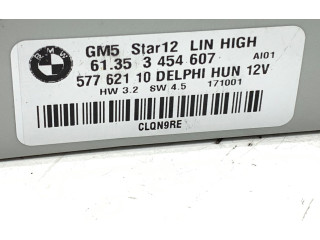 BMW
GM5 Star12 LIN HIGH
61.35 3 454 607 AI01
577 621 10 DELPHI HUN 12V
HW 3.2 SW 4.5 171001
CLQN9RE